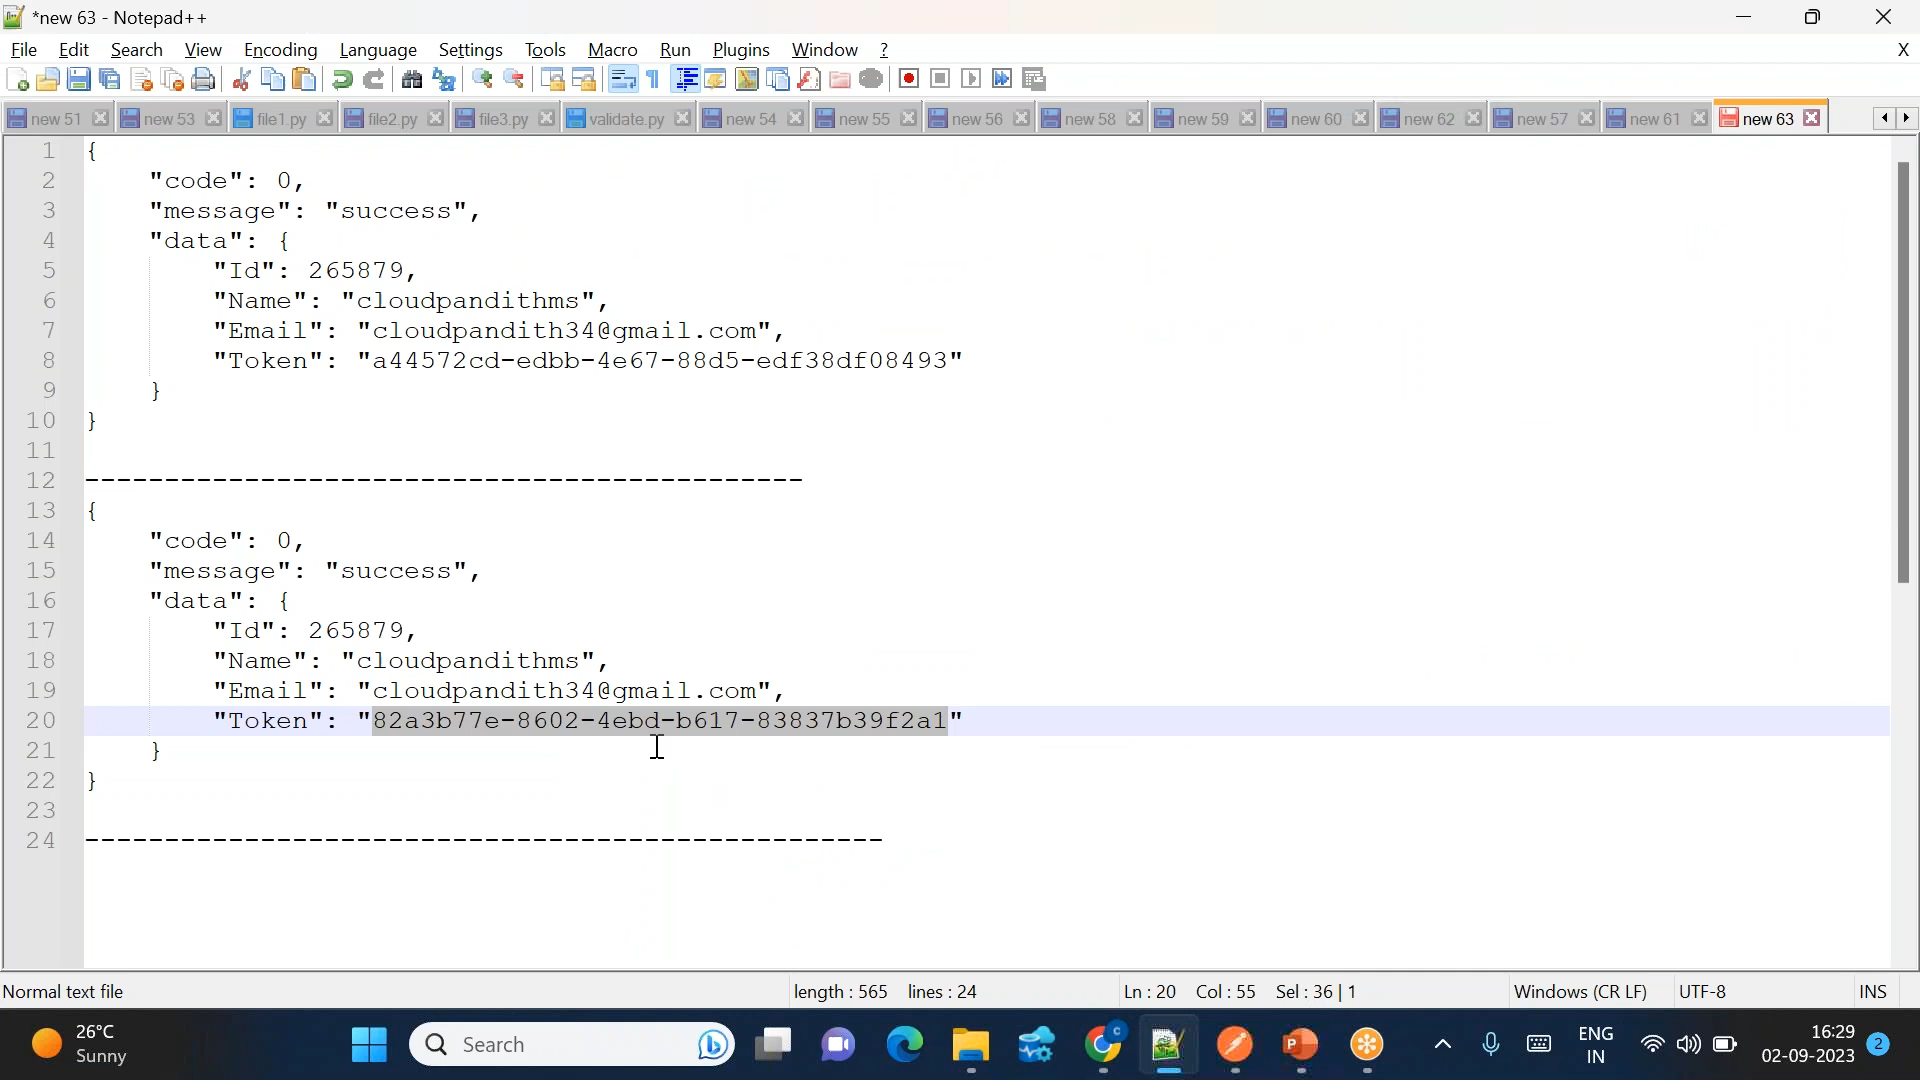 *new 63 - Notepad++
File Edit Search View Encoding Language Settings Tools Macro Run Plugins Window ? X
new 51 new 53 file1.py file2.py file3.py validate.py new 54 new 55 new 56 new 58 new 59 new 60 new 62 new 57 new 61 new 63
1 {
2 "code": 0,
3 "message": "success",
4 "data": {
5 "Id": 265879,
6 "Name": "cloudpandithms",
7 "Email": "cloudpandith34@gmail.com",
8 "Token": "a44572cd-edbb-4e67-88d5-edf38df08493"
9 }
10 }
11
12 ---------------------------------------------
13 {
14 "code": 0,
15 "message": "success",
16 "data": {
17 "Id": 265879,
18 "Name": "cloudpandithms",
19 "Email": "cloudpandith34@gmail.com",
20 "Token": "82a3b77e-8602-4ebd-b617-83837b39f2a1"
21 }
22 }
23
24 --------------------------------------------------
Normal text file length : 565 lines : 24 Ln : 20 Col : 55 Sel : 36 | 1 Windows (CR LF) UTF-8 INS
26°C
Sunny
Search
ENG
IN
16:29
02-09-2023
2